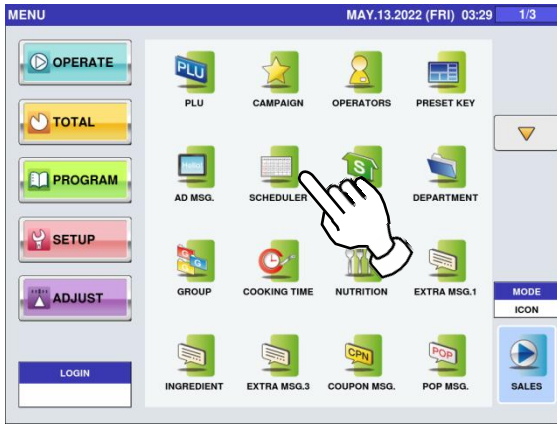 MENU
MAY.13.2022 (FRI) 03:29
1/3
OPERATE
TOTAL
PROGRAM
SETUP
ADJUST
LOGIN
PLU
PLU
CAMPAIGN
OPERATORS
PRESET KEY
Hello!
AD MSG.
SCHEDULER
S
DEPARTMENT
G
G
GROUP
COOKING TIME
NUTRITION
EXTRA MSG.1
INGREDIENT
EXTRA MSG.3
CPN
COUPON MSG.
POP
POP MSG.
MODE
ICON
SALES